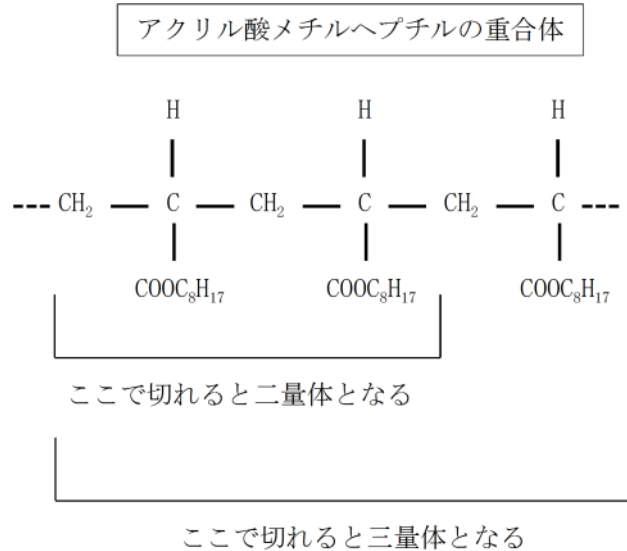 アクリル酸メチルヘプチルの重合体
H H H
--- CH₂ — C — CH₂ — C — CH₂ — C ---
COOC₈H₁₇ COOC₈H₁₇ COOC₈H₁₇
ここで切れると二量体となる
ここで切れると三量体となる